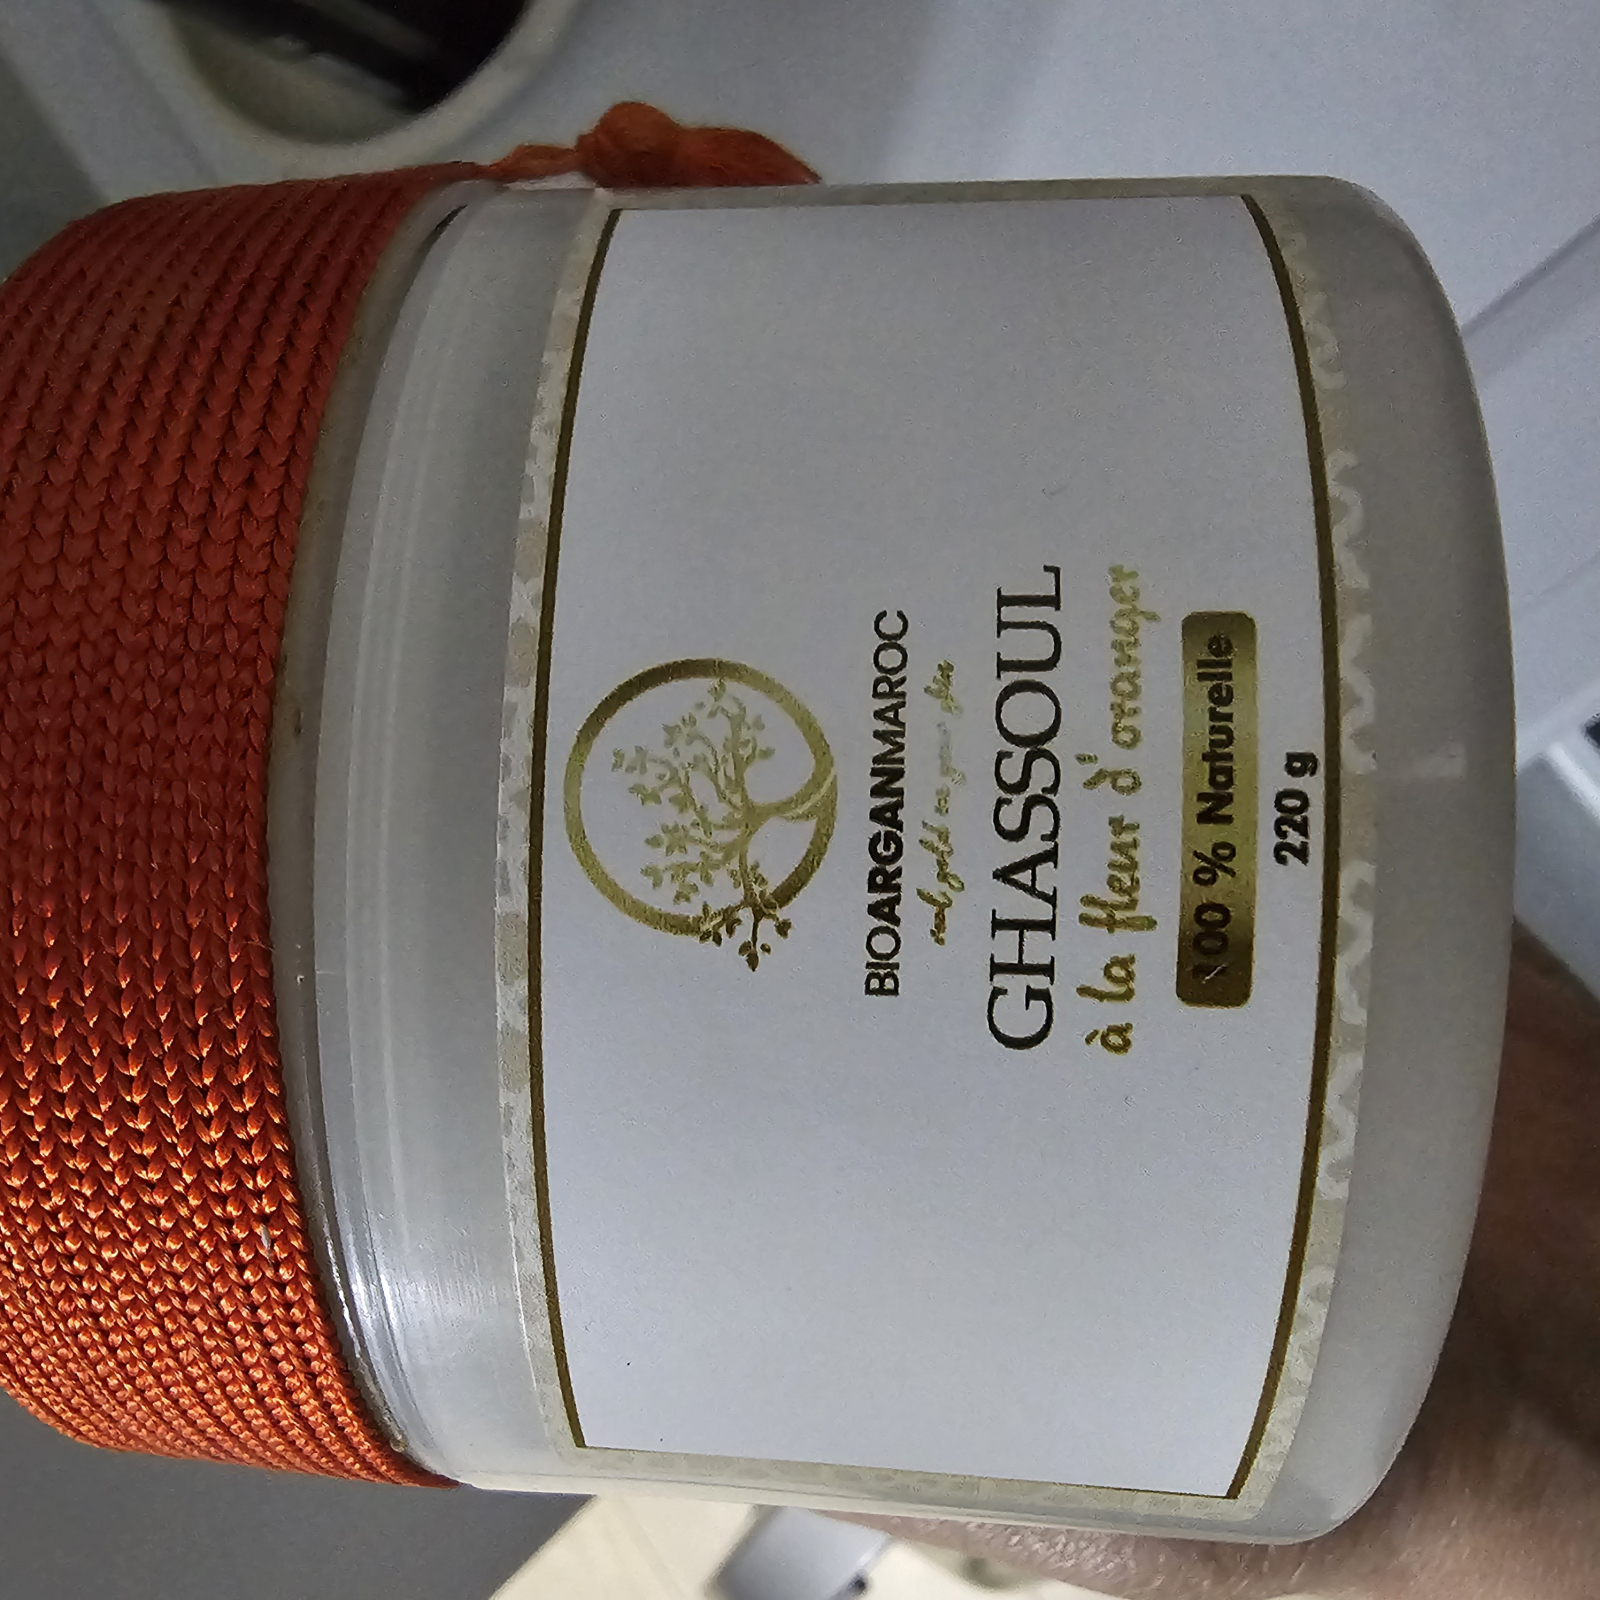 BIOARGANMAROC
GHASSOUL
à la fleur d'oranger
100 % Naturelle
220 g